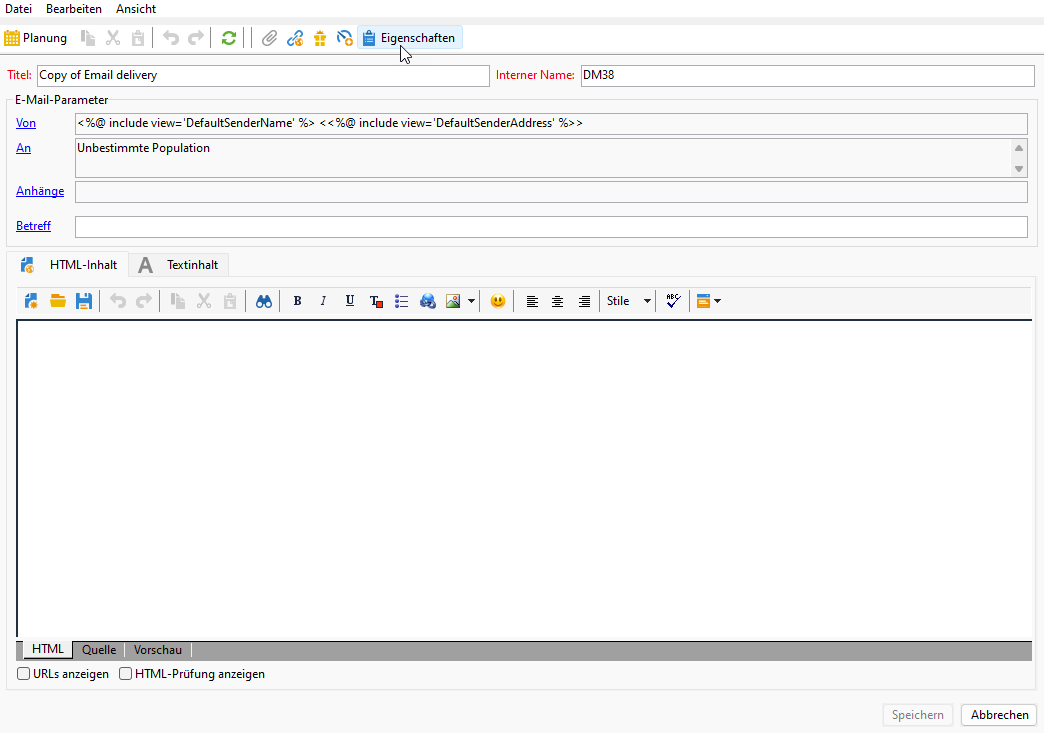 Datei Bearbeiten Ansicht
Planung Eigenschaften
Titel: Copy of Email delivery Interner Name: DM38
E-Mail-Parameter
Von <%@ include view='DefaultSenderName' %> <<%@ include view='DefaultSenderAddress' %>>
An Unbestimmte Population
Anhänge
Betreff
HTML-Inhalt A Textinhalt
B I U T Stile ABC
HTML Quelle Vorschau
URLs anzeigen HTML-Prüfung anzeigen
Speichern Abbrechen